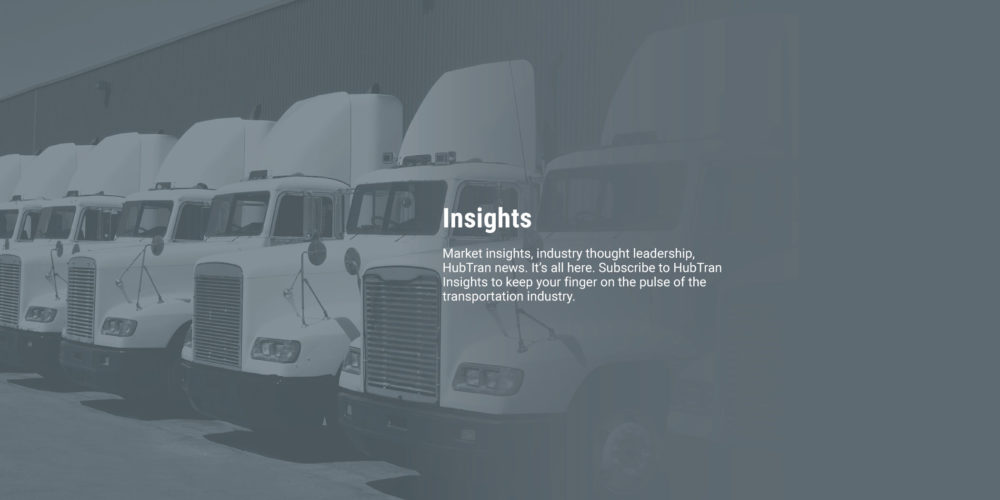 Insights
Market insights, industry thought leadership,
HubTran news. It's all here. Subscribe to HubTran
Insights to keep your finger on the pulse of the
transportation industry.